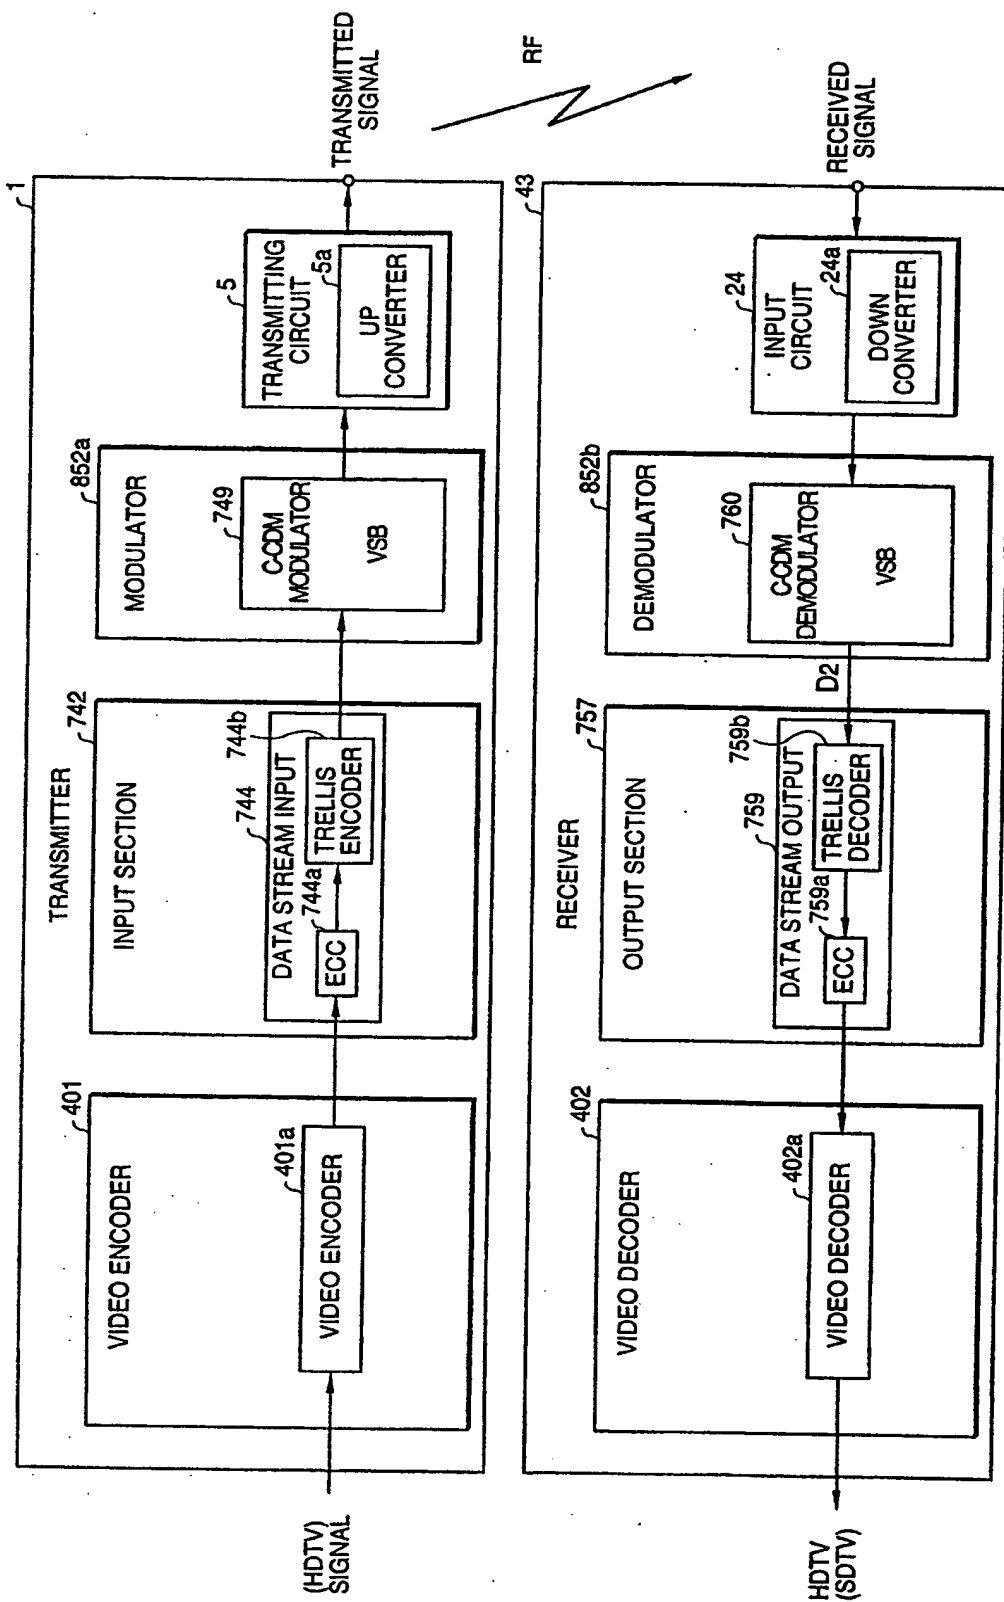 TRANSMITTER
1
(HDTV)
SIGNAL
401
VIDEO ENCODER
401a
VIDEO ENCODER
742
INPUT SECTION
744
DATA STREAM INPUT
744a
ECC
744b
TRELLIS
ENCODER
852a
MODULATOR
749
C-CDM
MODULATOR
VSB
5
TRANSMITTING
CIRCUIT
5a
UP
CONVERTER
TRANSMITTED
SIGNAL
RF
RECEIVER
43
HDTV
(SDTV)
402
VIDEO DECODER
402a
VIDEO DECODER
757
OUTPUT SECTION
759
DATA STREAM OUTPUT
759a
ECC
759b
TRELLIS
DECODER
D2
852b
DEMODULATOR
760
C-CDM
DEMODULATOR
VSB
24
INPUT
CIRCUIT
24a
DOWN
CONVERTER
RECEIVED
SIGNAL